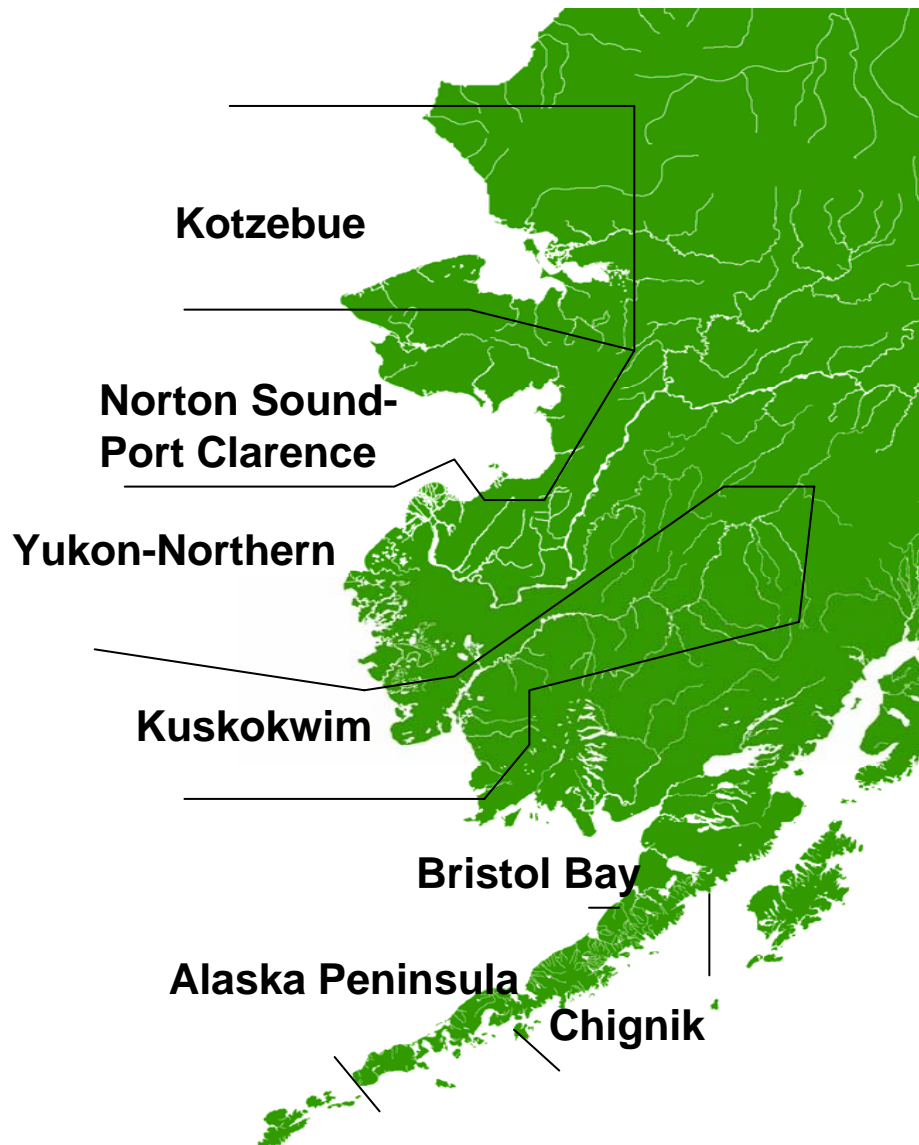 Kotzebue
Norton Sound-
Port Clarence
Yukon-Northern
Kuskokwim
Bristol Bay
Alaska Peninsula
Chignik